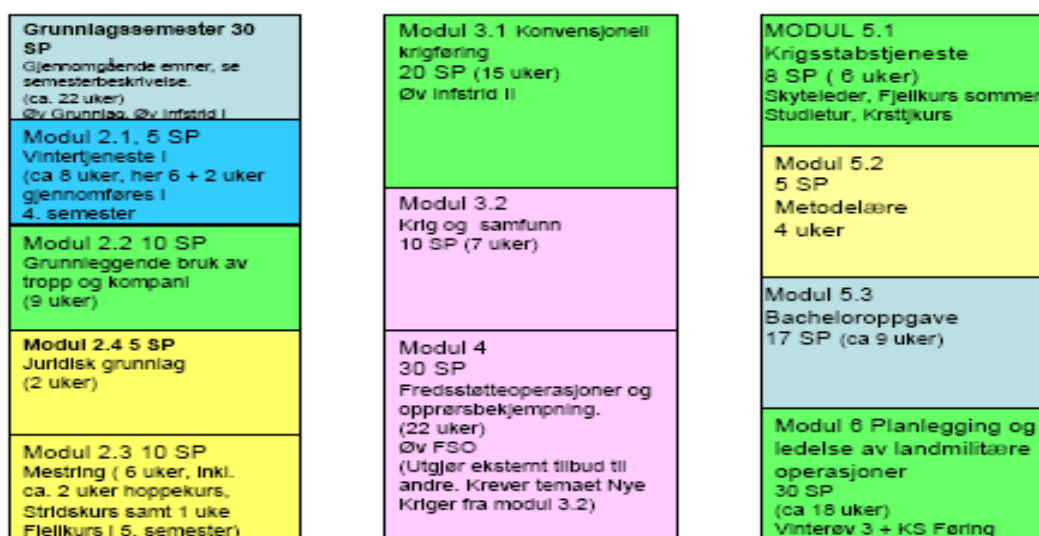 Grunnlagssemester 30
SP
Gjennomgående emner, se
semesterbeskrivelse.
(ca. 22 uker)
Øv Grunnlag, Øv Infstrid I
Modul 2.1, 5 SP
Vintertjeneste I
(ca 8 uker, her 6 + 2 uker
gjennomføres i
4. semester
Modul 2.2 10 SP
Grunnleggende bruk av
tropp og kompani
(9 uker)
Modul 2.4 5 SP
Juridisk grunnlag
(2 uker)
Modul 2.3 10 SP
Mestring ( 6 uker, Inkl.
ca. 2 uker hoppekurs,
Stridskurs samt 1 uke
Fjellkurs i 5. semester)
Modul 3.1 Konvensjonell
krigføring
20 SP (15 uker)
Øv Infstrid II
Modul 3.2
Krig og samfunn
10 SP (7 uker)
Modul 4
30 SP
Fredsstøtteoperasjoner og
opprørsbekjempning.
(22 uker)
Øv FSO
(Utgjør eksternt tilbud til
andre. Krever temaet Nye
Kriger fra modul 3.2)
MODUL 5.1
Krigsstabstjeneste
8 SP ( 6 uker)
Skyteleder, Fjellkurs sommer
Studietur, Krsttjkurs
Modul 5.2
5 SP
Metodelære
4 uker
Modul 5.3
Bacheloroppgave
17 SP (ca 9 uker)
Modul 6 Planlegging og
ledelse av landmilitære
operasjoner
30 SP
(ca 18 uker)
Vinterøv 3 + KS Føring